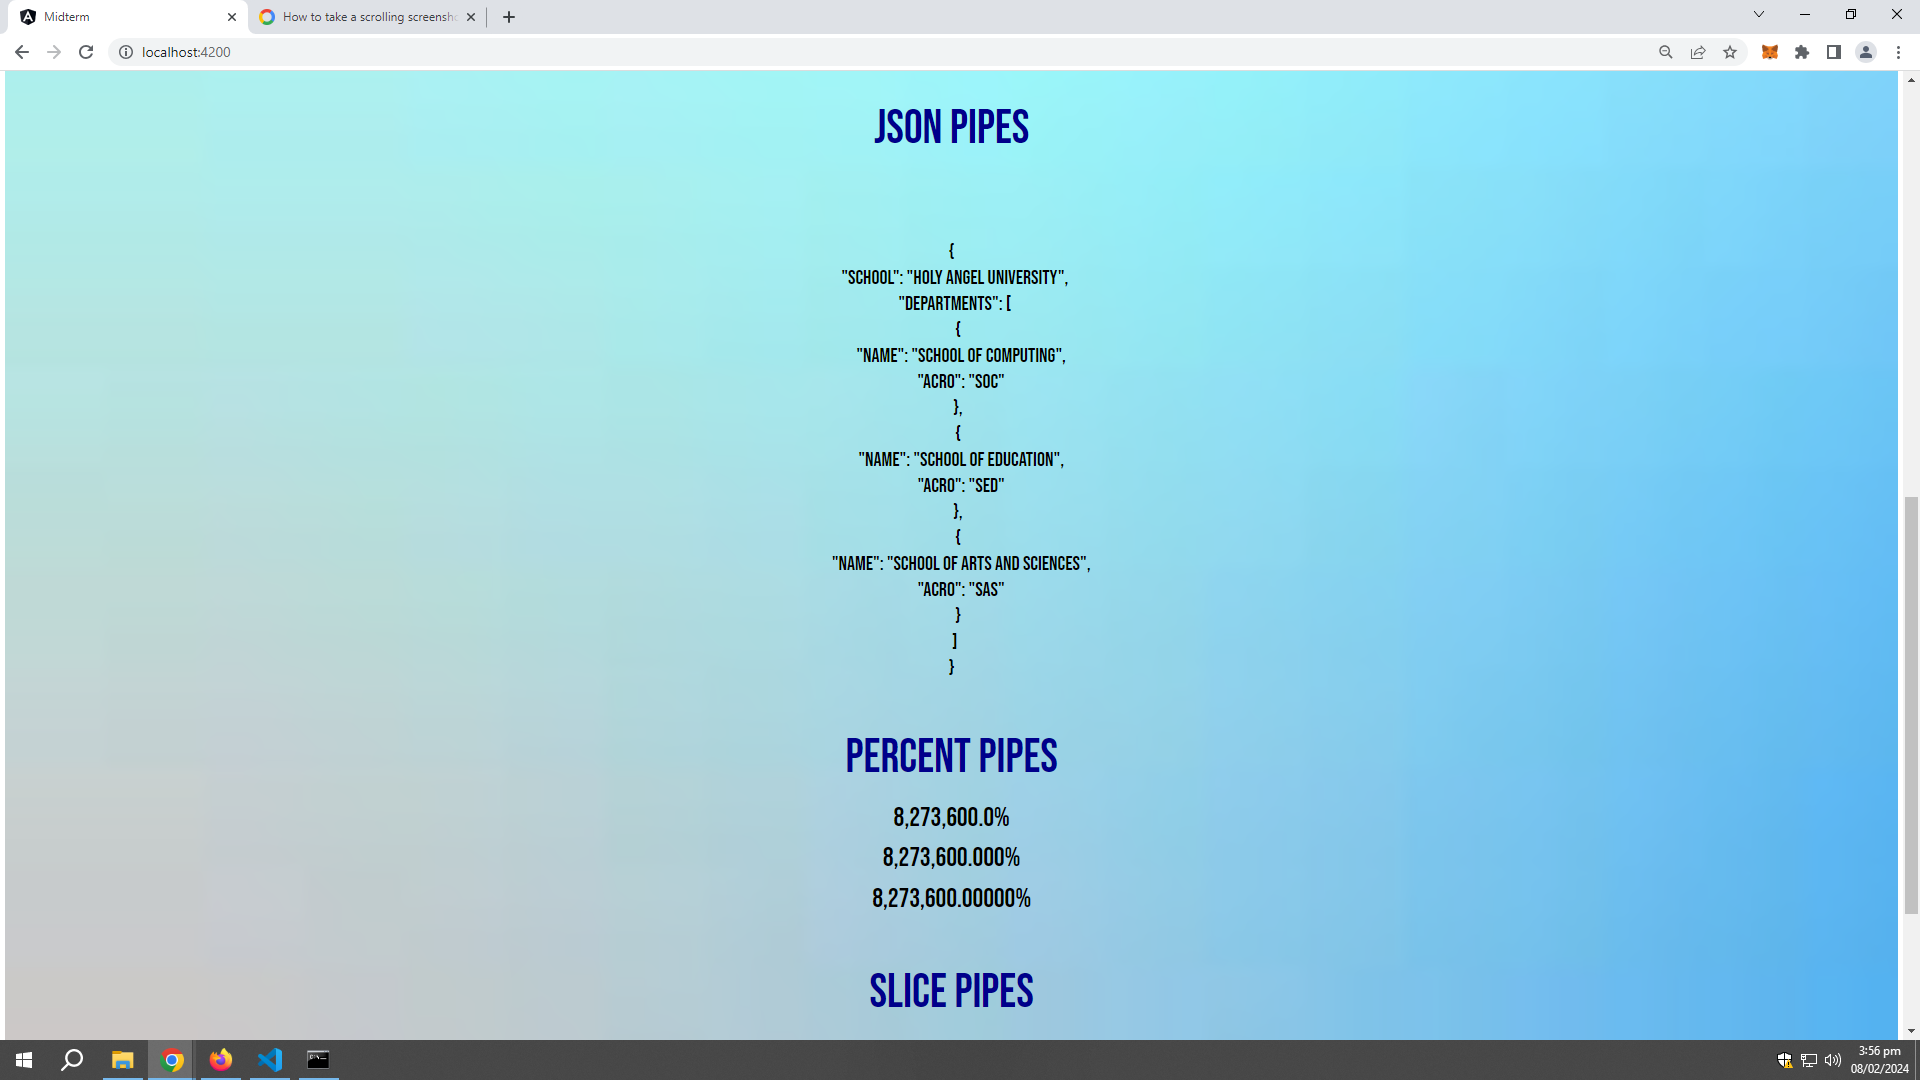 Midterm
How to take a scrolling screensho
localhost:4200
JSON PIPES
{
"SCHOOL": "HOLY ANGEL UNIVERSITY",
"DEPARTMENTS": [
{
"NAME": "SCHOOL OF COMPUTING",
"ACRO": "SOC"
},
{
"NAME": "SCHOOL OF EDUCATION",
"ACRO": "SED"
},
{
"NAME": "SCHOOL OF ARTS AND SCIENCES",
"ACRO": "SAS"
}
]
}
PERCENT PIPES
8,273,600.0%
8,273,600.000%
8,273,600.00000%
SLICE PIPES
3:56 pm
08/02/2024